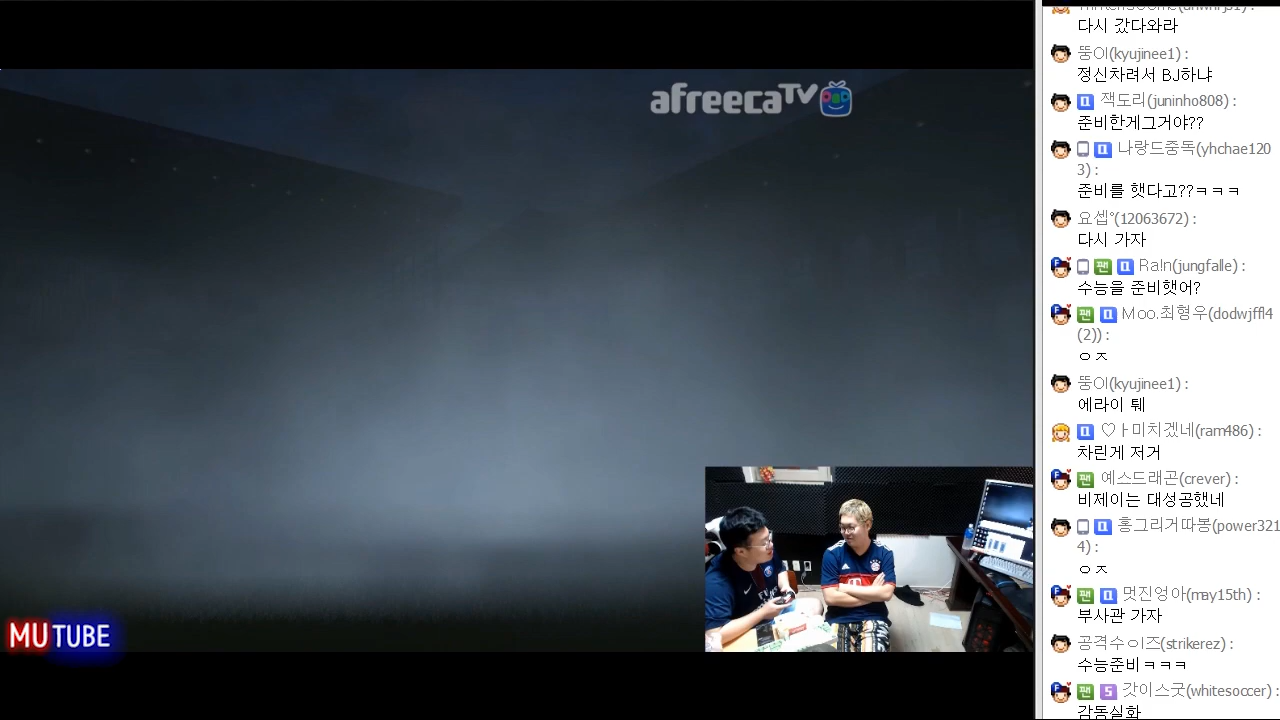 afreecaTV
다시 갔다와라
뚱이(kyujinee1) :
정신차려서 BJ하냐
잭도리(juninho808) :
준비한게그거야??
나랑드중독(yhchae120
3) :
준비를 햇다고??ㅋㅋㅋ
요셉°(12063672) :
다시 가자
팬 Ra!n(jungfalle) :
수능을 준비했어?
팬 Moo.최형우(dodwjffl4
(2)) :
ㅇㅈ
뚱이(kyujinee1) :
에라이 퉤
♡ㅏ미치겠네(ram486) :
차린게 저거
팬 예스드래곤(crever) :
비제이는 대성공했네
홍그리거따봉(power321
4) :
ㅇㅈ
팬 멋진엉아(may15th) :
부사관 가자
공격수이즈(strikerez) :
수능준비ㅋㅋㅋ
팬 S 갓이스굿(whitesoccer) :
감동실화
MUTUBE